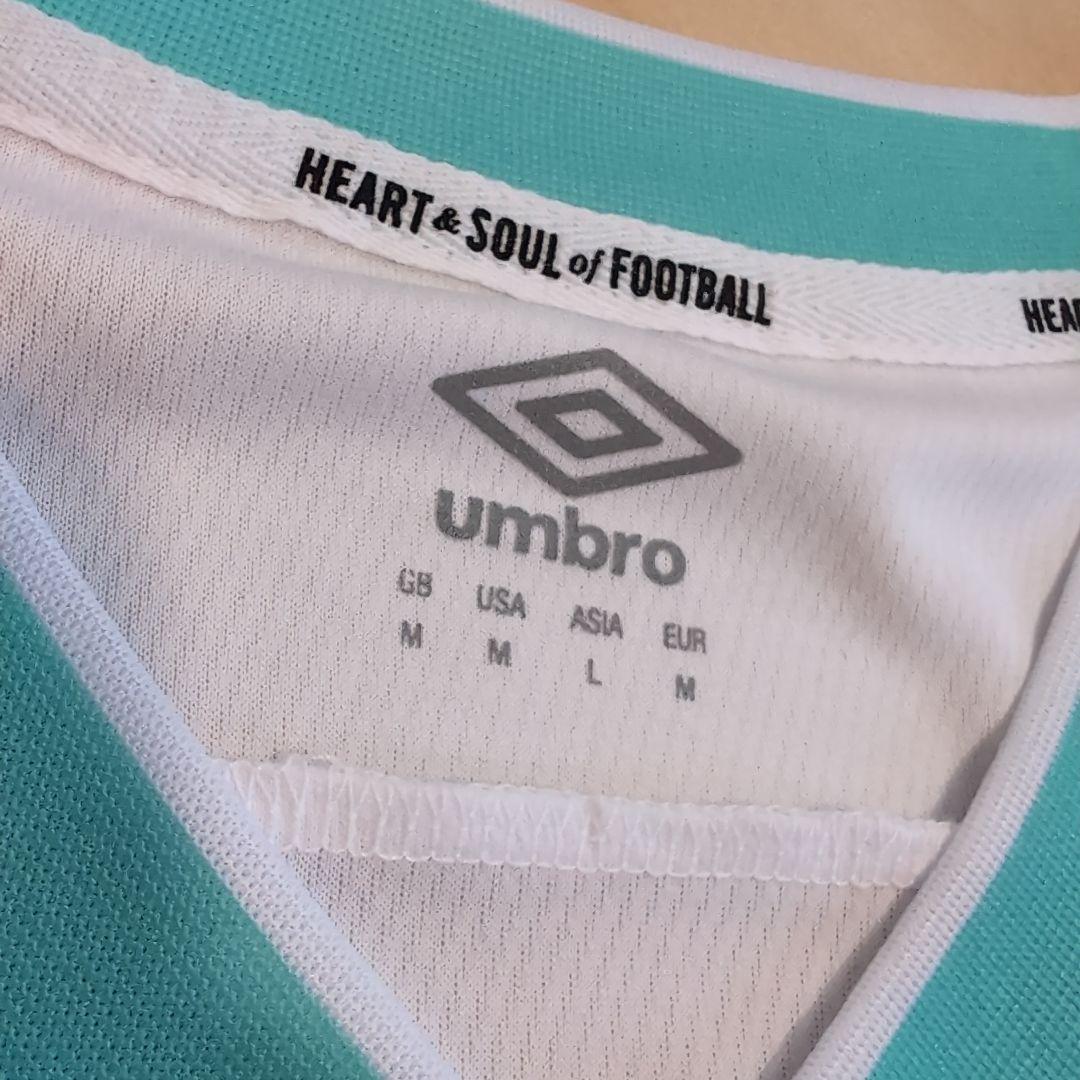 HEART & SOUL of FOOTBALL
HEAR
umbro
GB USA ASIA EUR
M M L M